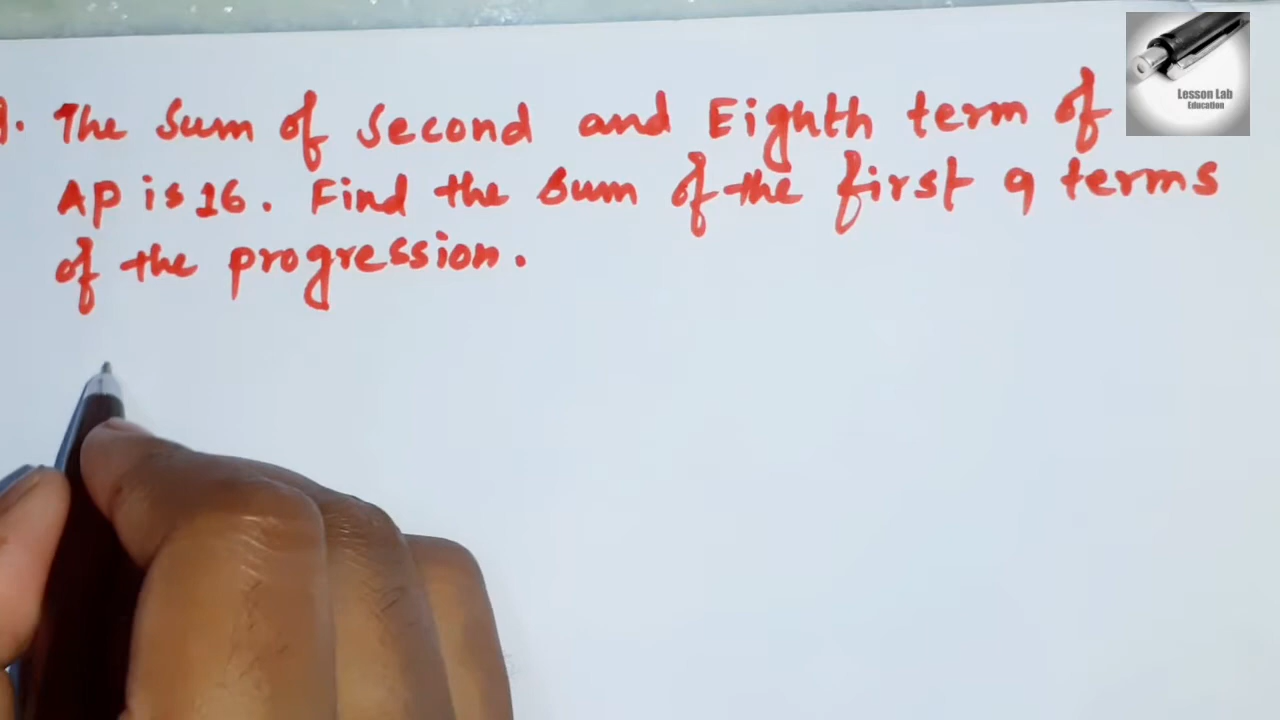 The Sum of Second and Eighth term of
AP is 16. Find the Sum of the first 9 terms
of the progression.
Lesson Lab
Education